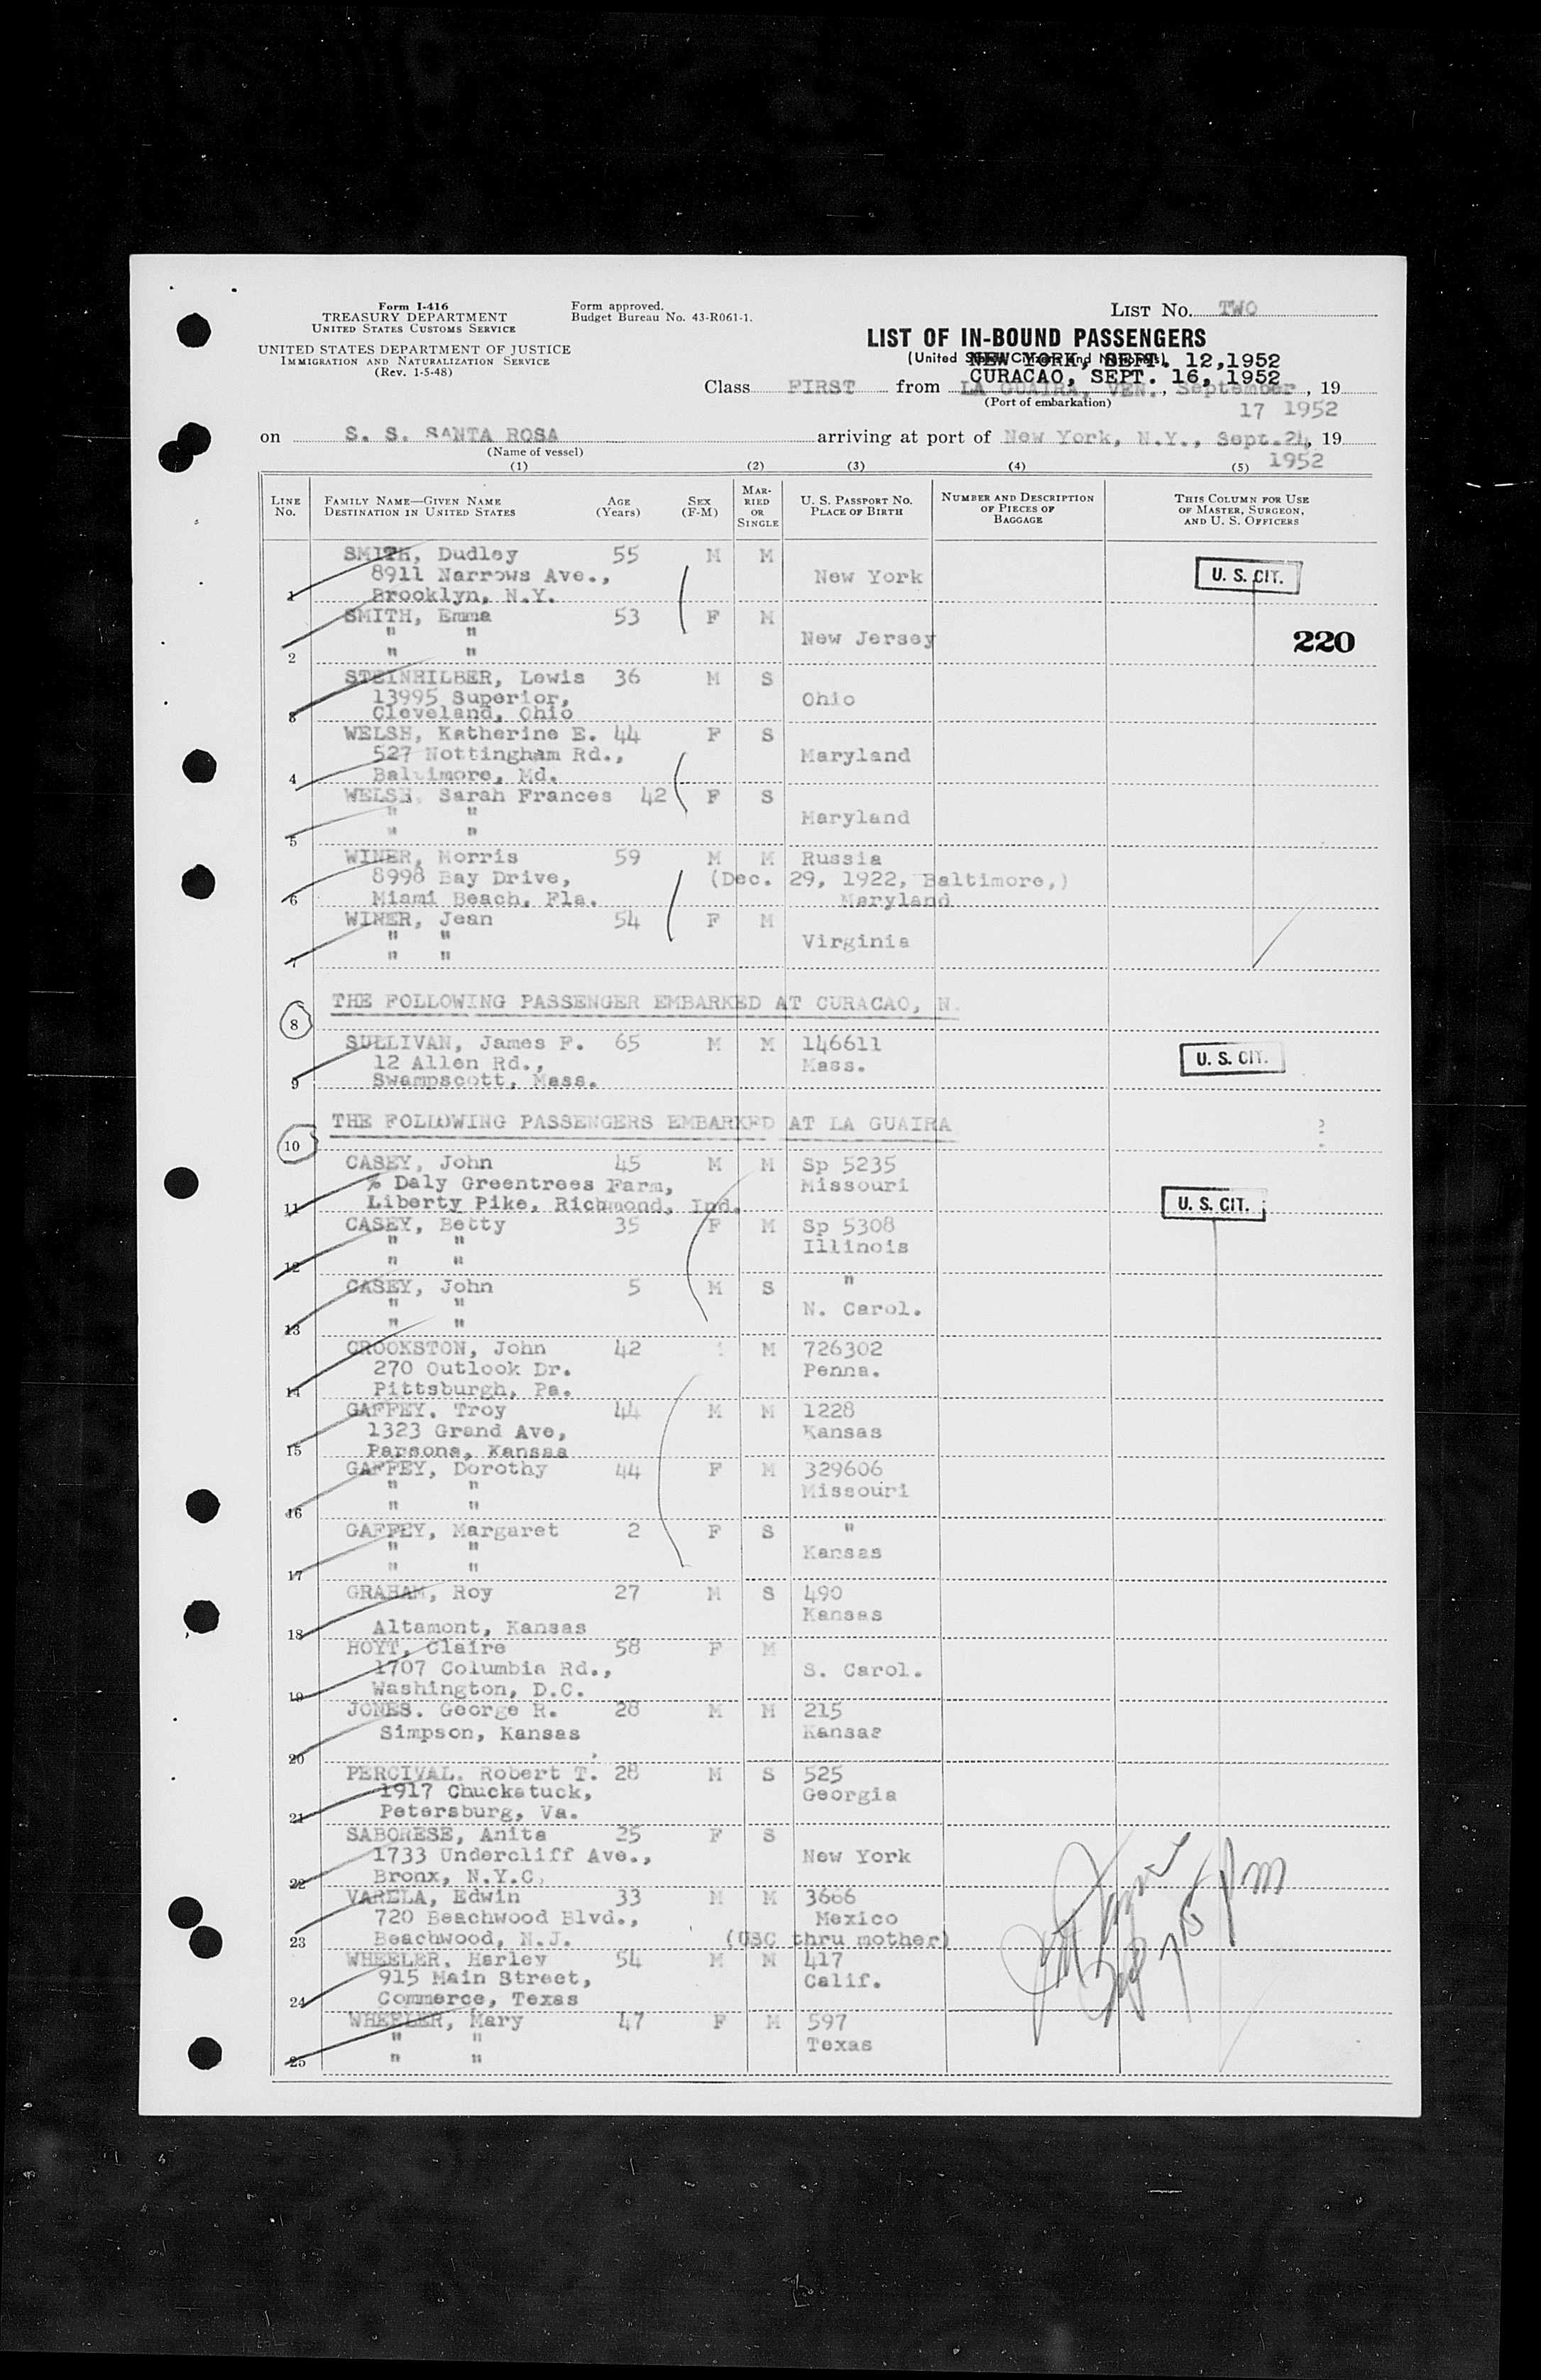 Form I-416
TREASURY DEPARTMENT
UNITED STATES CUSTOMS SERVICE
UNITED STATES DEPARTMENT OF JUSTICE
IMMIGRATION AND NATURALIZATION SERVICE
(Rev. 1-5-48)
Form approved.
Budget Bureau No. 43-R061-1.
LIST NO. TWO
LIST OF IN-BOUND PASSENGERS
(United States Citizens and Nationals)
NEW YORK, SEPT. 12,1952
CURACAO, SEPT. 16, 1952
Class FIRST from LA GUAIRA, VEN., September, 19
(Port of embarkation) 17 1952
on S. S. SANTA ROSA arriving at port of New York, N.Y., Sept.24, 19
(Name of vessel) 1952
(1) (2) (3) (4) (5)
LINE NO. FAMILY NAME—GIVEN NAME DESTINATION IN UNITED STATES AGE (Years) SEX (F-M) MARRIED OR SINGLE U. S. PASSPORT NO. PLACE OF BIRTH NUMBER AND DESCRIPTION OF PIECES OF BAGGAGE THIS COLUMN FOR USE OF MASTER, SURGEON, AND U. S. OFFICERS
SMITH, Dudley 55 M M
8911 Narrows Ave., New York U. S. CIT.
1 Brooklyn, N.Y.
SMITH, Emma 53 F M
" " New Jersey 220
2 " "
STEINHILBER, Lewis 36 M S
13995 Superior, Ohio
3 Cleveland, Ohio
WELSH, Katherine E. 44 F S
527 Nottingham Rd., Maryland
4 Baltimore, Md.
WELSH, Sarah Frances 42 F S
" " Maryland
5 " "
WINER, Morris 59 M M Russia
8998 Bay Drive, (Dec. 29, 1922, Baltimore,)
6 Miami Beach, Fla. Maryland
WINER, Jean 54 F M
" " Virginia
7 " "
THE FOLLOWING PASSENGER EMBARKED AT CURACAO, N.
8
SULLIVAN, James F. 65 M M 146611
12 Allen Rd., Mass. U. S. CIT.
9 Swampscott, Mass.
THE FOLLOWING PASSENGERS EMBARKED AT LA GUAIRA
10
CASEY, John 45 M M Sp 5235
% Daly Greentrees Farm, Missouri
11 Liberty Pike, Richmond, Ind. U. S. CIT.
CASEY, Betty 35 F M Sp 5308
" " Illinois
12 " "
CASEY, John 5 M S "
" " N. Carol.
13 " "
CROOKSTON, John 42 M 726302
270 Outlook Dr. Penna.
14 Pittsburgh, Pa.
GAFFEY. Troy 44 M M 1228
1323 Grand Ave, Kansas
15 Parsons, Kansas
GAFFEY, Dorothy 44 F M 329606
" " Missouri
16 " "
GAFFEY, Margaret 2 F S "
" " Kansas
17 " "
GRAHAM, Roy 27 M S 490
Kansas
18 Altamont, Kansas
HOYT, Claire 58 F M
1707 Columbia Rd., S. Carol.
19 Washington, D.C.
JONES. George R. 28 M M 215
Simpson, Kansas Kansas
20
PERCIVAL. Robert T. 28 M S 525
1917 Chuckatuck, Georgia
21 Petersburg, Va.
SABORESE, Anita 25 F S
1733 Undercliff Ave., New York
22 Bronx, N.Y.C.
VARELA, Edwin 33 M M 3666
720 Beachwood Blvd., Mexico
23 Beachwood, N.J. (USC thru mother)
WHEELER, Harley 54 M M 417
915 Main Street, Calif.
24 Commerce, Texas
WHEELER, Mary 47 F M 597
" " Texas
25 " "